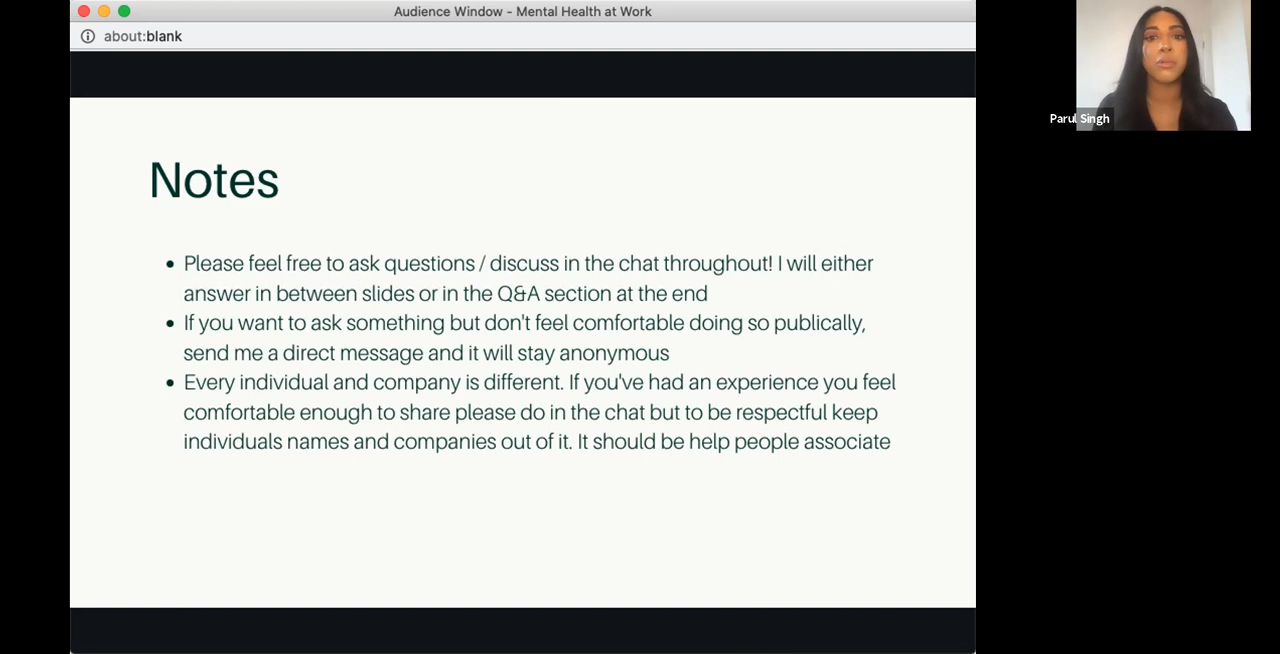 Audience Window - Mental Health at Work
about:blank
Parul Singh
Notes
Please feel free to ask questions / discuss in the chat throughout! I will either
answer in between slides or in the Q&A section at the end
If you want to ask something but don't feel comfortable doing so publically,
send me a direct message and it will stay anonymous
Every individual and company is different. If you've had an experience you feel
comfortable enough to share please do in the chat but to be respectful keep
individuals names and companies out of it. It should be help people associate